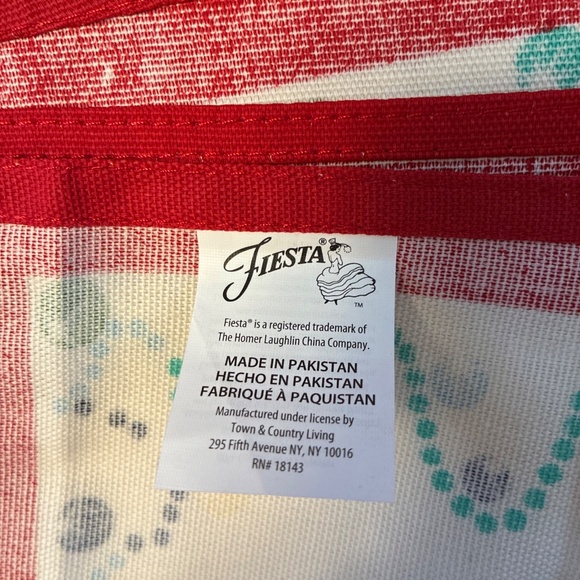 FIESTA®
™
Fiesta® is a registered trademark of
The Homer Laughlin China Company.
MADE IN PAKISTAN
HECHO EN PAKISTAN
FABRIQUÉ À PAQUISTAN
Manufactured under license by
Town & Country Living
295 Fifth Avenue NY, NY 10016
RN# 18143